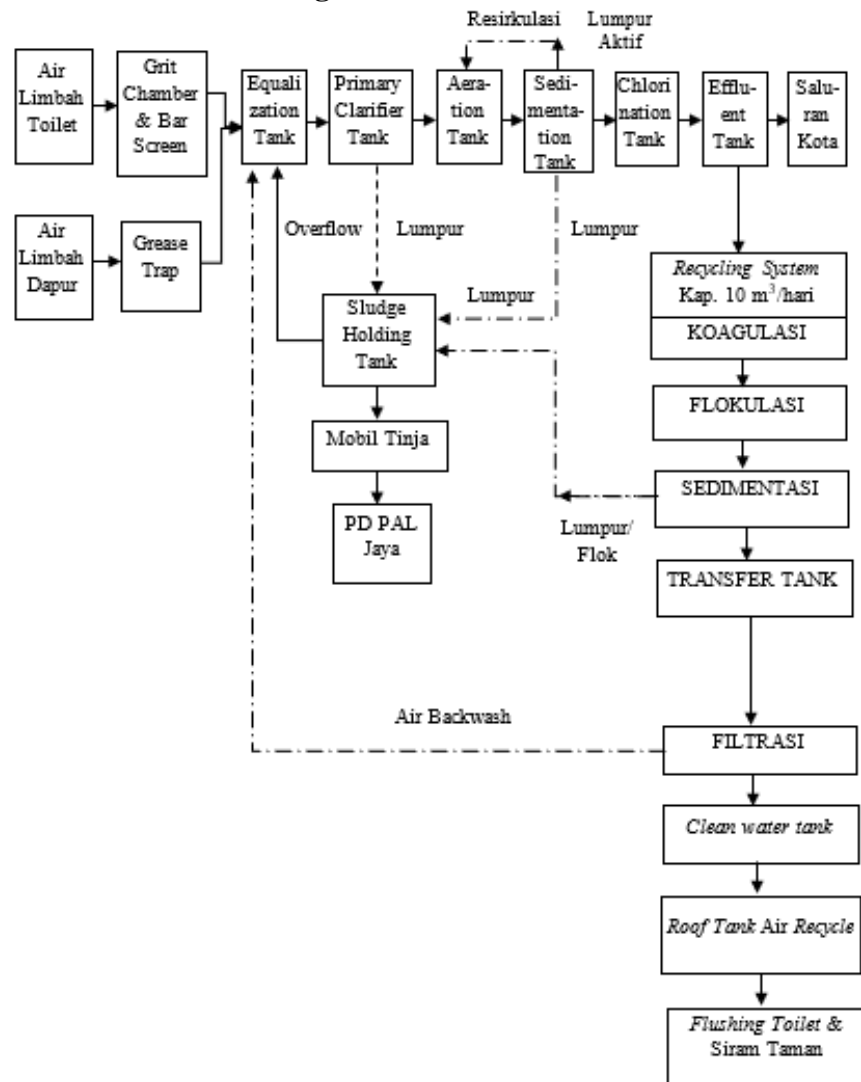 Resirkulasi
Lumpur
Aktif
Air
Limbah
Toilet
Grit
Chamber
& Bar
Screen
Equali
zation
Tank
Primary
Clarifier
Tank
Aera-
tion
Tank
Sed-
imenta-
tion
Tank
Chlori
nation
Tank
Efflu-
ent
Tank
Salu-
ran
Kota
Air
Limbah
Dapur
Grease
Trap
Overflow
Lumpur
Lumpur
Lumpur
Sludge
Holding
Tank
Recycling System
Kap. 10 m³/hari
KOAGULASI
FLOKULASI
Mobil Tinja
SEDIMENTASI
PD PAL
Jaya
Lumpur/
Flok
TRANSFER TANK
Air Backwash
FILTRASI
Clean water tank
Roof Tank Air Recycle
Flushing Toilet &
Siram Taman